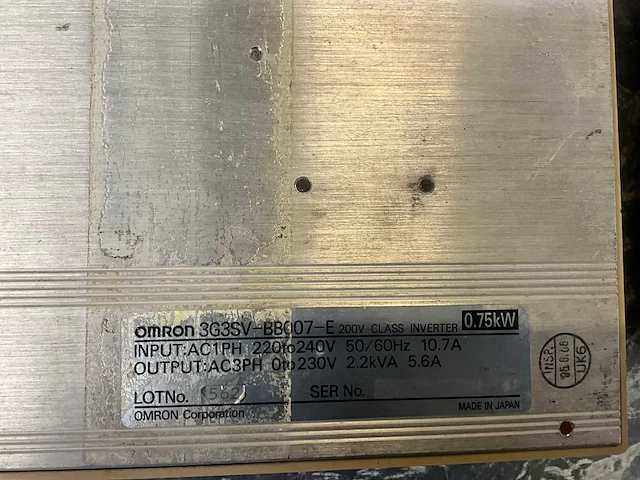 omron 3G3SV-BB007-E 200V CLASS INVERTER 0.75kW
INPUT:AC1PH 220to240V 50/60Hz 10.7A
OUTPUT:AC3PH 0to230V 2.2kVA 5.6A
LOTNo. SER No.
OMRON Corporation MADE IN JAPAN
INSP.
UK6